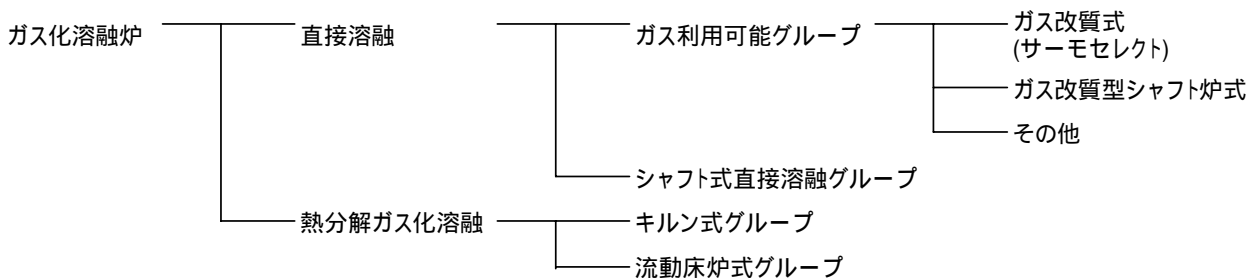 ガス化溶融炉
直接溶融
ガス利用可能グループ
ガス改質式
(サーモセレクト)
ガス改質型シャフト炉式
その他
シャフト式直接溶融グループ
熱分解ガス化溶融
キルン式グループ
流動床炉式グループ